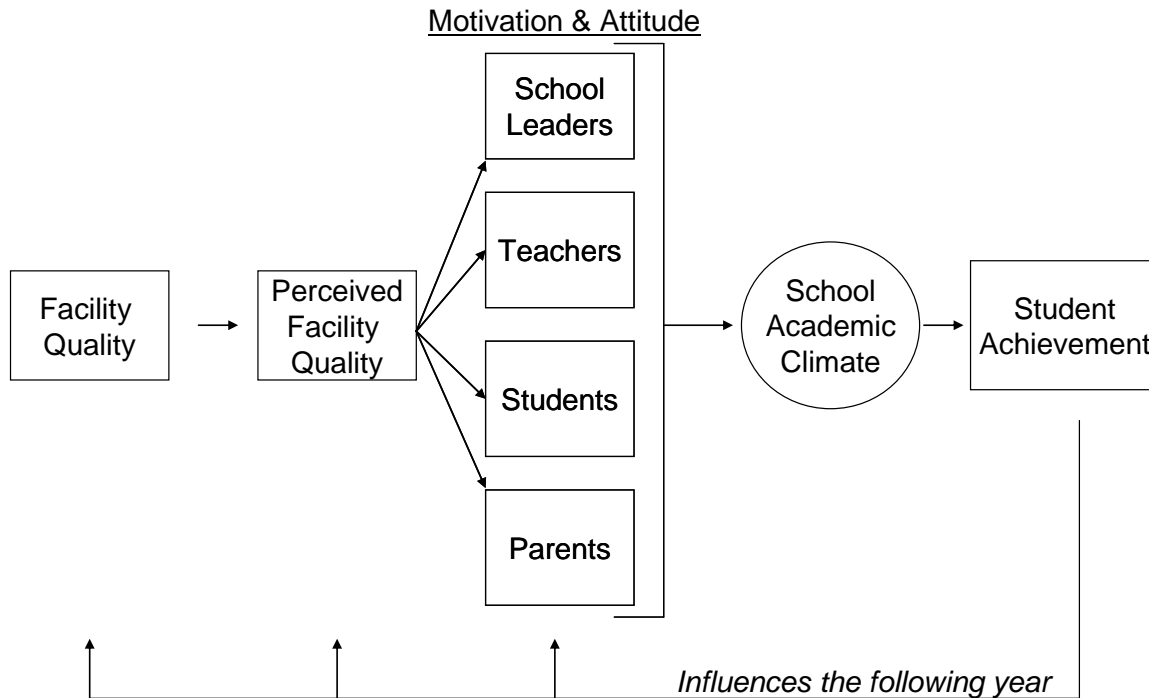 Motivation & Attitude
School
Leaders
Teachers
Students
Parents
Facility
Quality
Perceived
Facility
Quality
School
Academic
Climate
Student
Achievement
Influences the following year